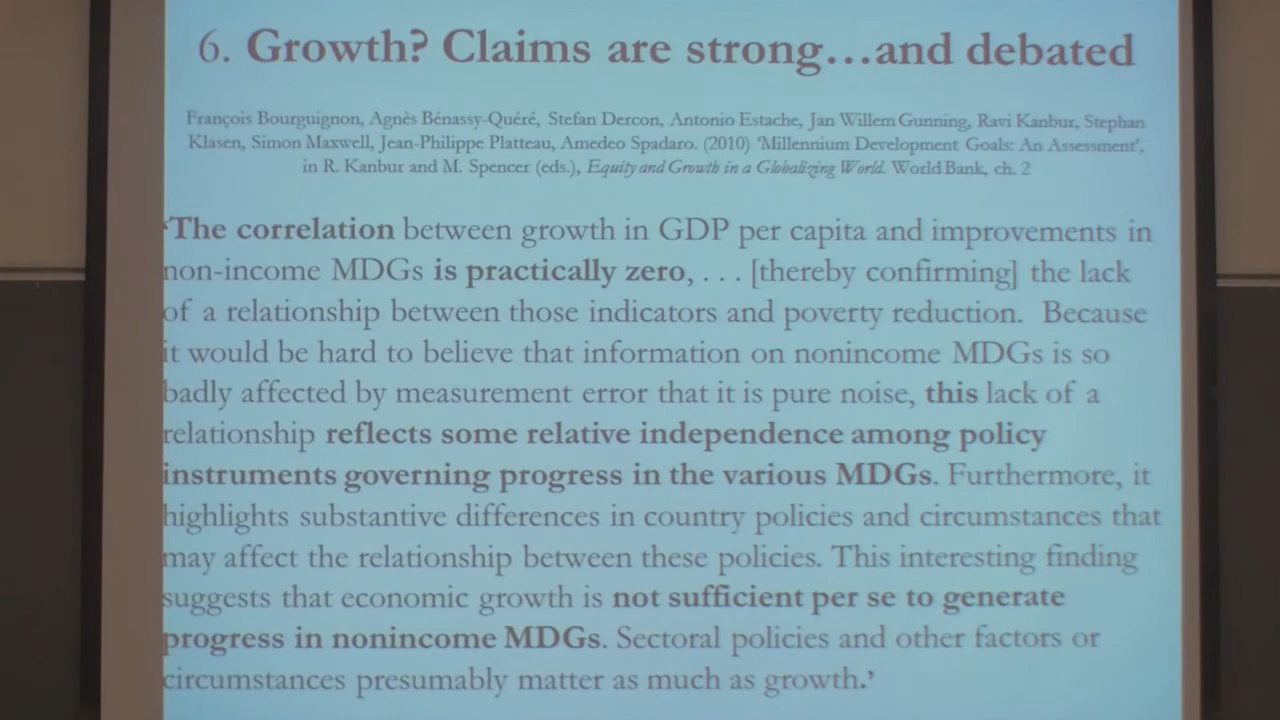 6. Growth? Claims are strong…and debated
François Bourguignon, Agnès Bénassy-Quéré, Stefan Dercon, Antonio Estache, Jan Willem Gunning, Ravi Kanbur, Stephan
Klasen, Simon Maxwell, Jean-Philippe Platteau, Amedeo Spadaro. (2010) 'Millennium Development Goals: An Assessment',
in R. Kanbur and M. Spencer (eds.), Equity and Growth in a Globalizing World. World Bank, ch. 2
'The correlation between growth in GDP per capita and improvements in
non-income MDGs is practically zero, . . . [thereby confirming] the lack
of a relationship between those indicators and poverty reduction. Because
it would be hard to believe that information on nonincome MDGs is so
badly affected by measurement error that it is pure noise, this lack of a
relationship reflects some relative independence among policy
instruments governing progress in the various MDGs. Furthermore, it
highlights substantive differences in country policies and circumstances that
may affect the relationship between these policies. This interesting finding
suggests that economic growth is not sufficient per se to generate
progress in nonincome MDGs. Sectoral policies and other factors or
circumstances presumably matter as much as growth.'